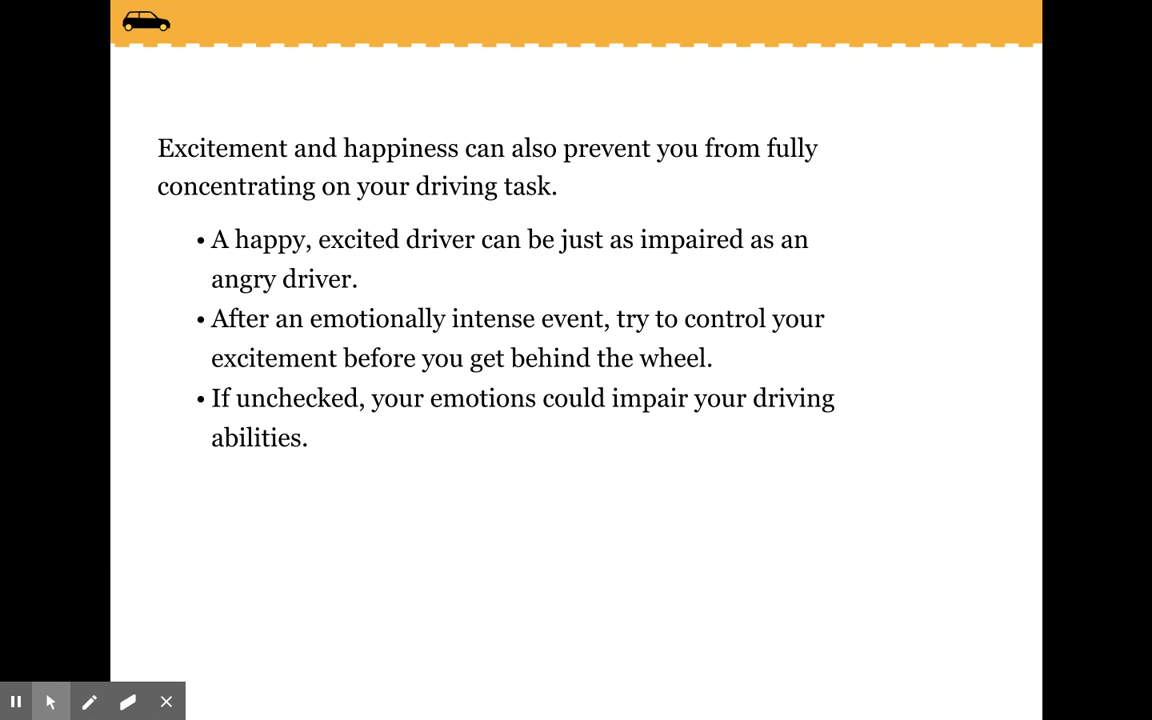 Excitement and happiness can also prevent you from fully
concentrating on your driving task.
• A happy, excited driver can be just as impaired as an
angry driver.
• After an emotionally intense event, try to control your
excitement before you get behind the wheel.
• If unchecked, your emotions could impair your driving
abilities.